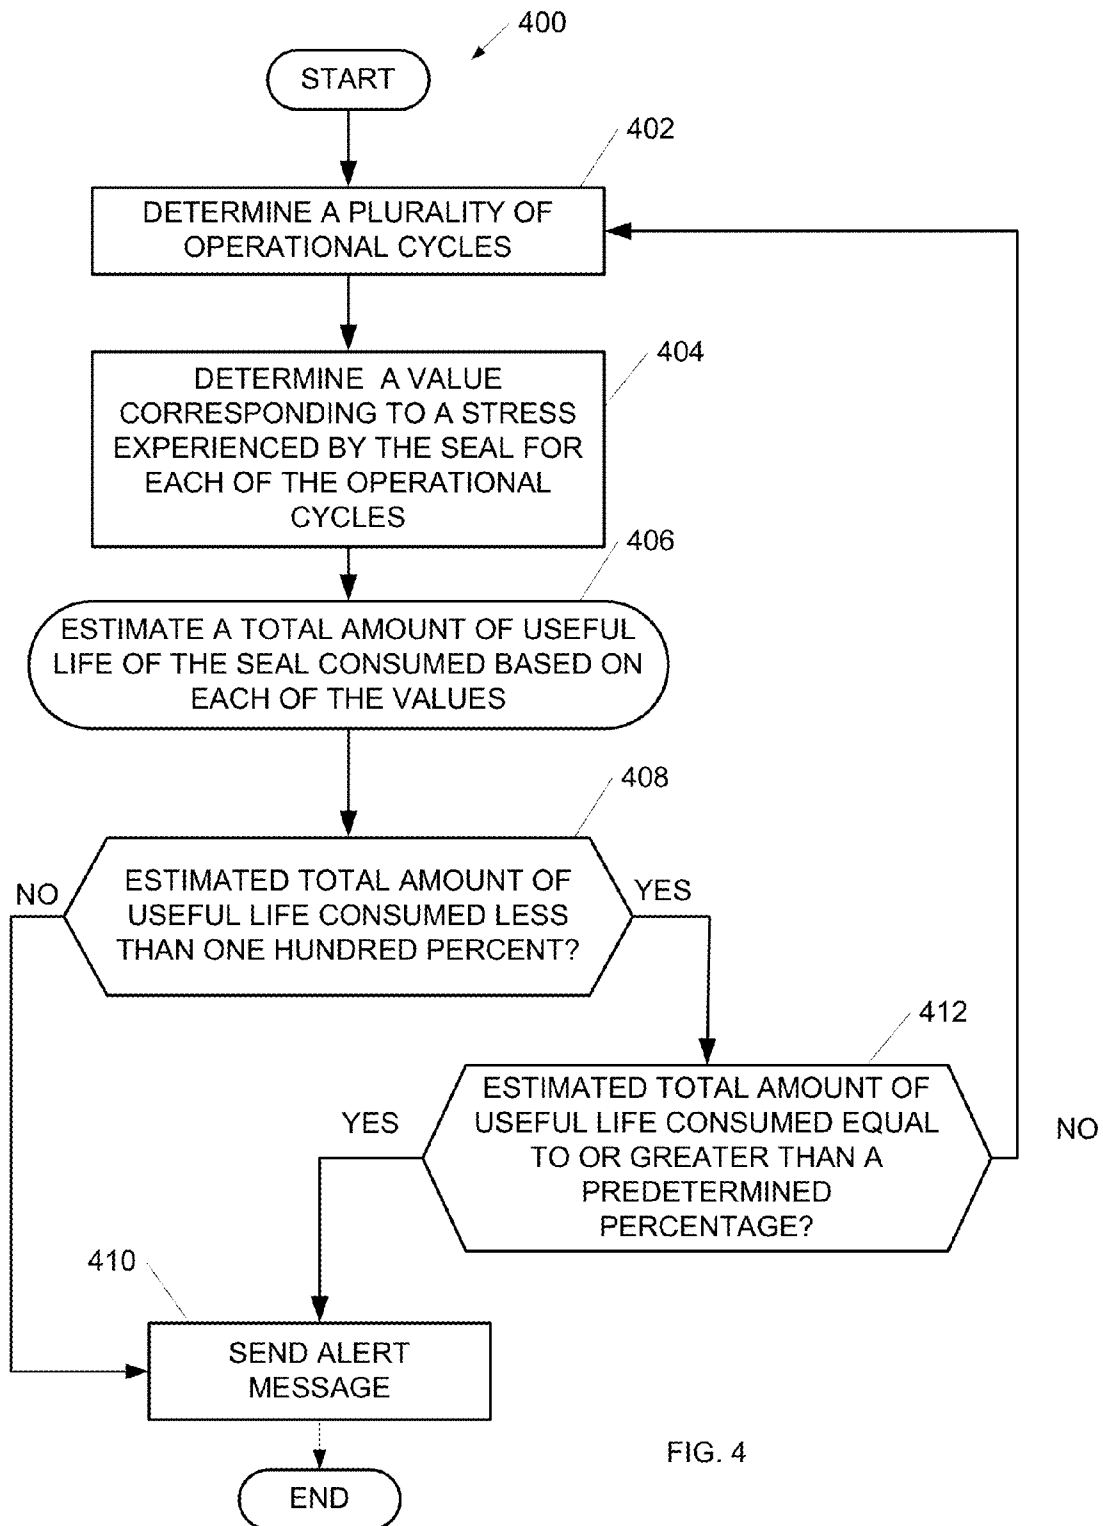 400
START
402
DETERMINE A PLURALITY OF
OPERATIONAL CYCLES
404
DETERMINE A VALUE
CORRESPONDING TO A STRESS
EXPERIENCED BY THE SEAL FOR
EACH OF THE OPERATIONAL
CYCLES
406
ESTIMATE A TOTAL AMOUNT OF USEFUL
LIFE OF THE SEAL CONSUMED BASED ON
EACH OF THE VALUES
408
NO
ESTIMATED TOTAL AMOUNT OF
USEFUL LIFE CONSUMED LESS
THAN ONE HUNDRED PERCENT?
YES
412
YES
ESTIMATED TOTAL AMOUNT OF
USEFUL LIFE CONSUMED EQUAL
TO OR GREATER THAN A
PREDETERMINED
PERCENTAGE?
NO
410
SEND ALERT
MESSAGE
FIG. 4
END